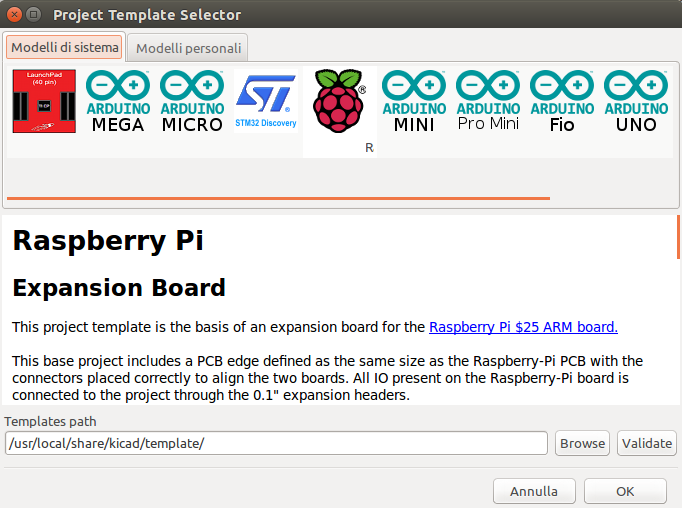 Project Template Selector
Modelli di sistema
Modelli personali
LaunchPad
(40 pin)
ARDUINO
MEGA
ARDUINO
MICRO
ST
STM32 Discovery
®
R
ARDUINO
MINI
ARDUINO
Pro Mini
ARDUINO
Fio
ARDUINO
UNO
Raspberry Pi
Expansion Board
This project template is the basis of an expansion board for the Raspberry Pi $25 ARM board.
This base project includes a PCB edge defined as the same size as the Raspberry-Pi PCB with the
connectors placed correctly to align the two boards. All IO present on the Raspberry-Pi board is
connected to the project through the 0.1" expansion headers.
Templates path
/usr/local/share/kicad/template/
Browse
Validate
Annulla
OK